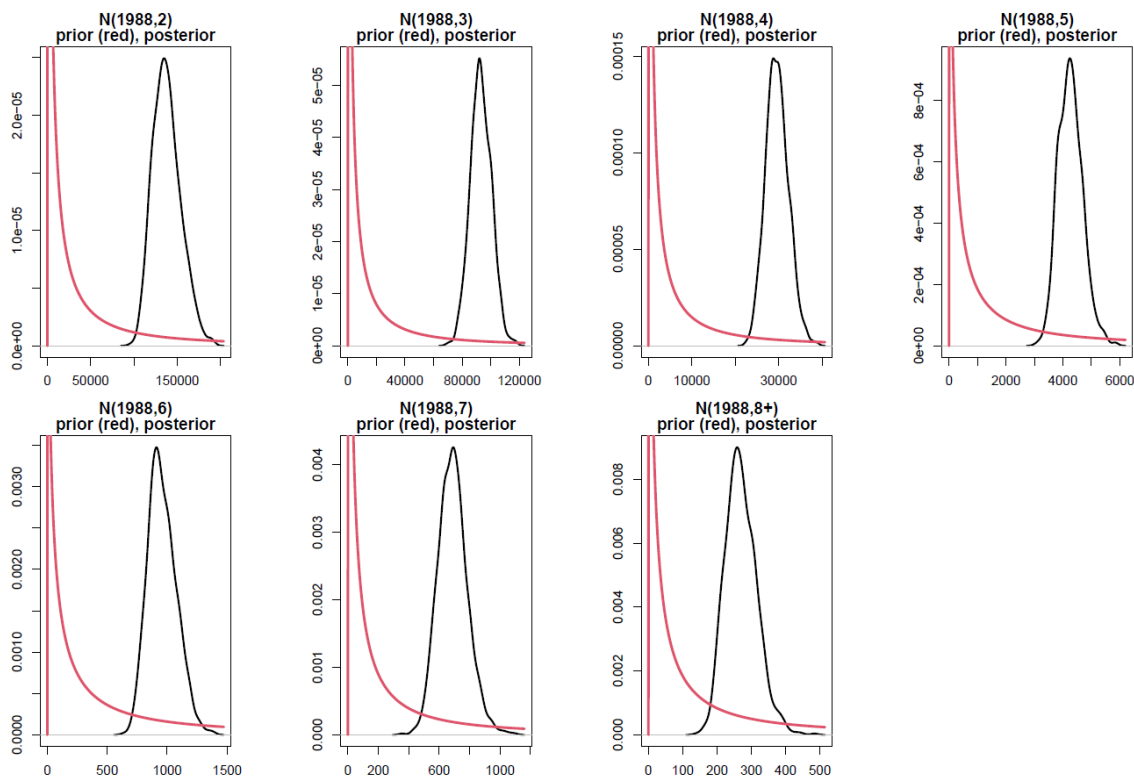 N(1988,2)
prior (red), posterior
0.0e+00 1.0e-05 2.0e-05
0 50000 150000
N(1988,3)
prior (red), posterior
0e+00 1e-05 2e-05 3e-05 4e-05 5e-05
0 40000 80000 120000
N(1988,4)
prior (red), posterior
0.00000 0.00005 0.00010 0.00015
0 10000 30000
N(1988,5)
prior (red), posterior
0e+00 2e-04 4e-04 6e-04 8e-04
0 2000 4000 6000
N(1988,6)
prior (red), posterior
0.0000 0.0010 0.0020 0.0030
0 500 1000 1500
N(1988,7)
prior (red), posterior
0.000 0.001 0.002 0.003 0.004
0 200 600 1000
N(1988,8+)
prior (red), posterior
0.000 0.002 0.004 0.006 0.008
0 100 200 300 400 500